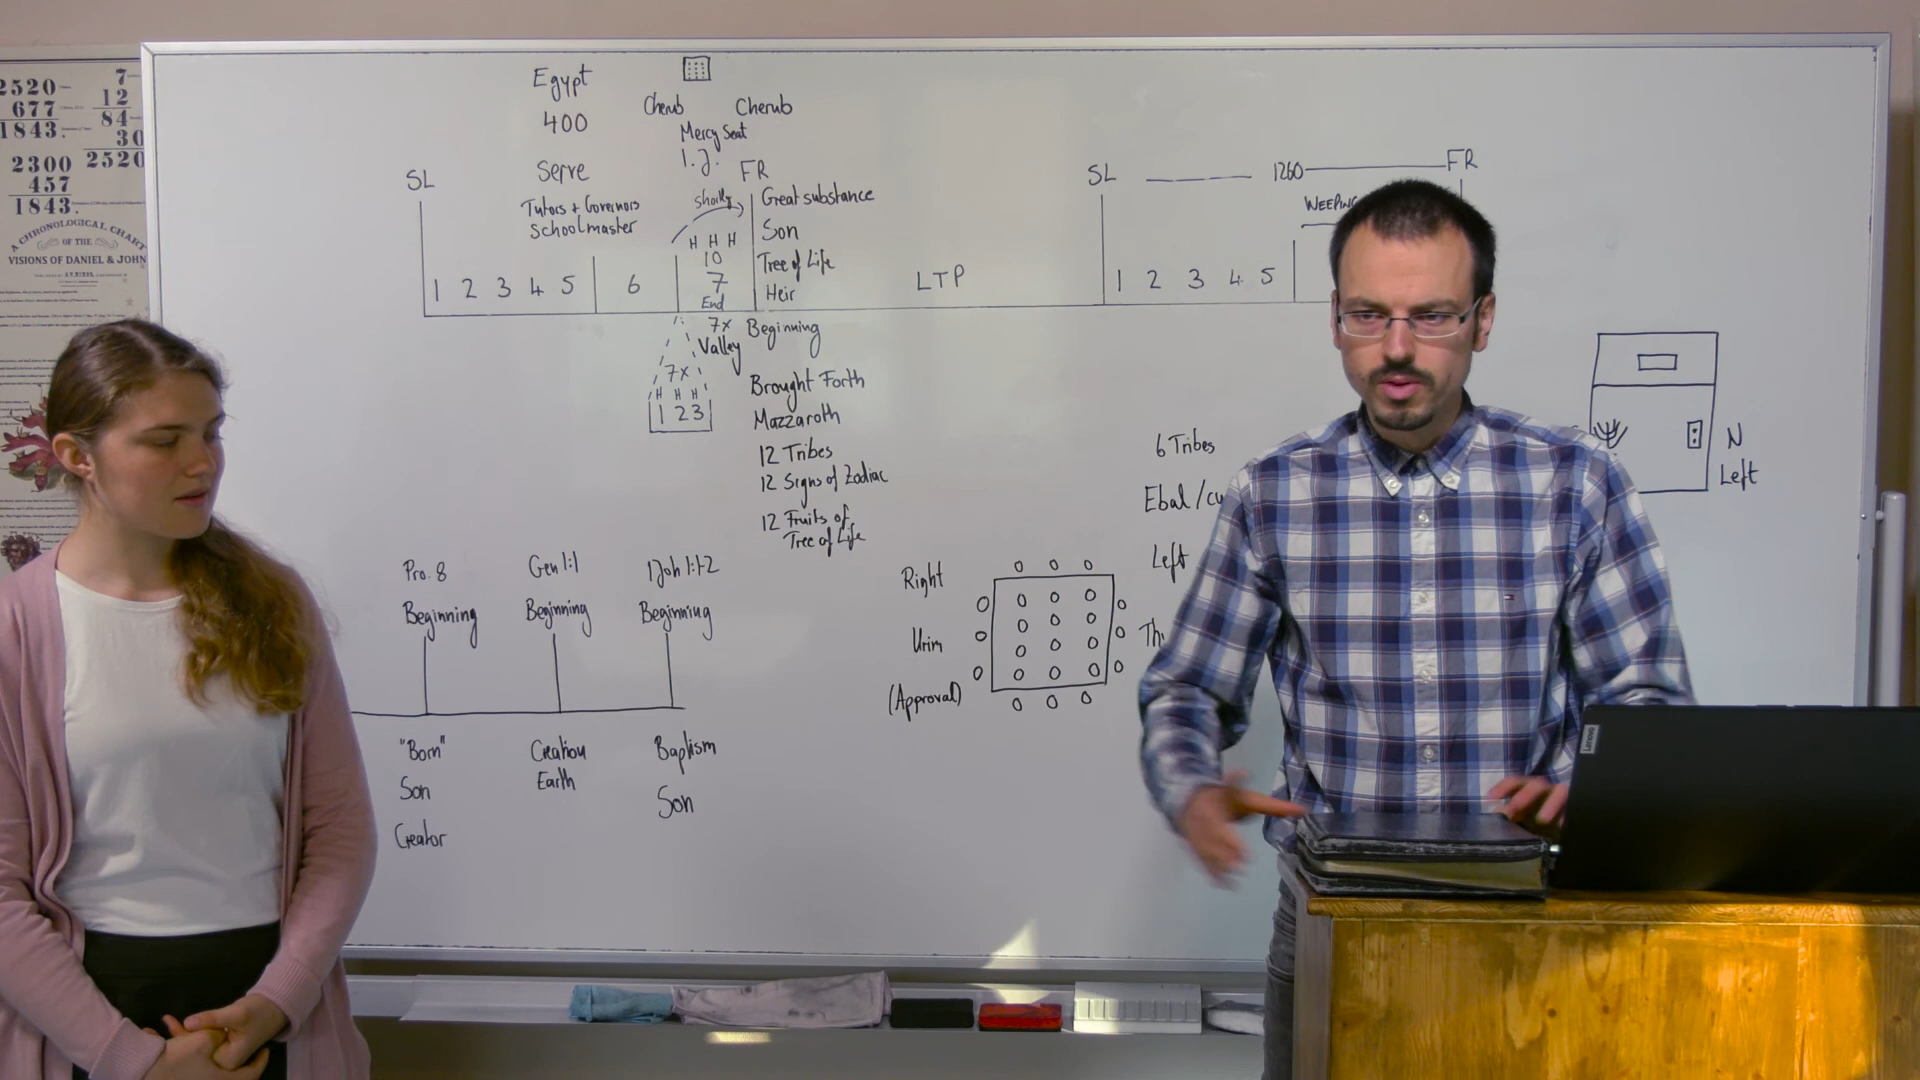 2520
677
1843.
7
12
84
30
2520
2300
457
1843.
A CHRONOLOGICAL CHART
OF THE
VISIONS OF DANIEL & JOHN
Egypt
400
Serve
Tutors + Governors
Schoolmaster
Cherub Cherub
Mercy Seat
1. J.
SL
FR
shortly
Great substance
Son
Tree of Life
Heir
H H H
10
1 2 3 4 5 6 7
End
7x Beginning
Valley
7x
H H H
1 2 3
Brought Forth
Mazzaroth
12 Tribes
12 Signs of Zodiac
12 Fruits of
Tree of Life
LTP
SL 1260 FR
1 2 3 4 5
N
Left
6 Tribes
Ebal
Left
Right
Urim
(Approval)
Pro. 8 Gen 1:1 1Joh 1:1-2
Beginning Beginning Beginning
"Born" Creation Baptism
Son Earth Son
Creator
Lenovo